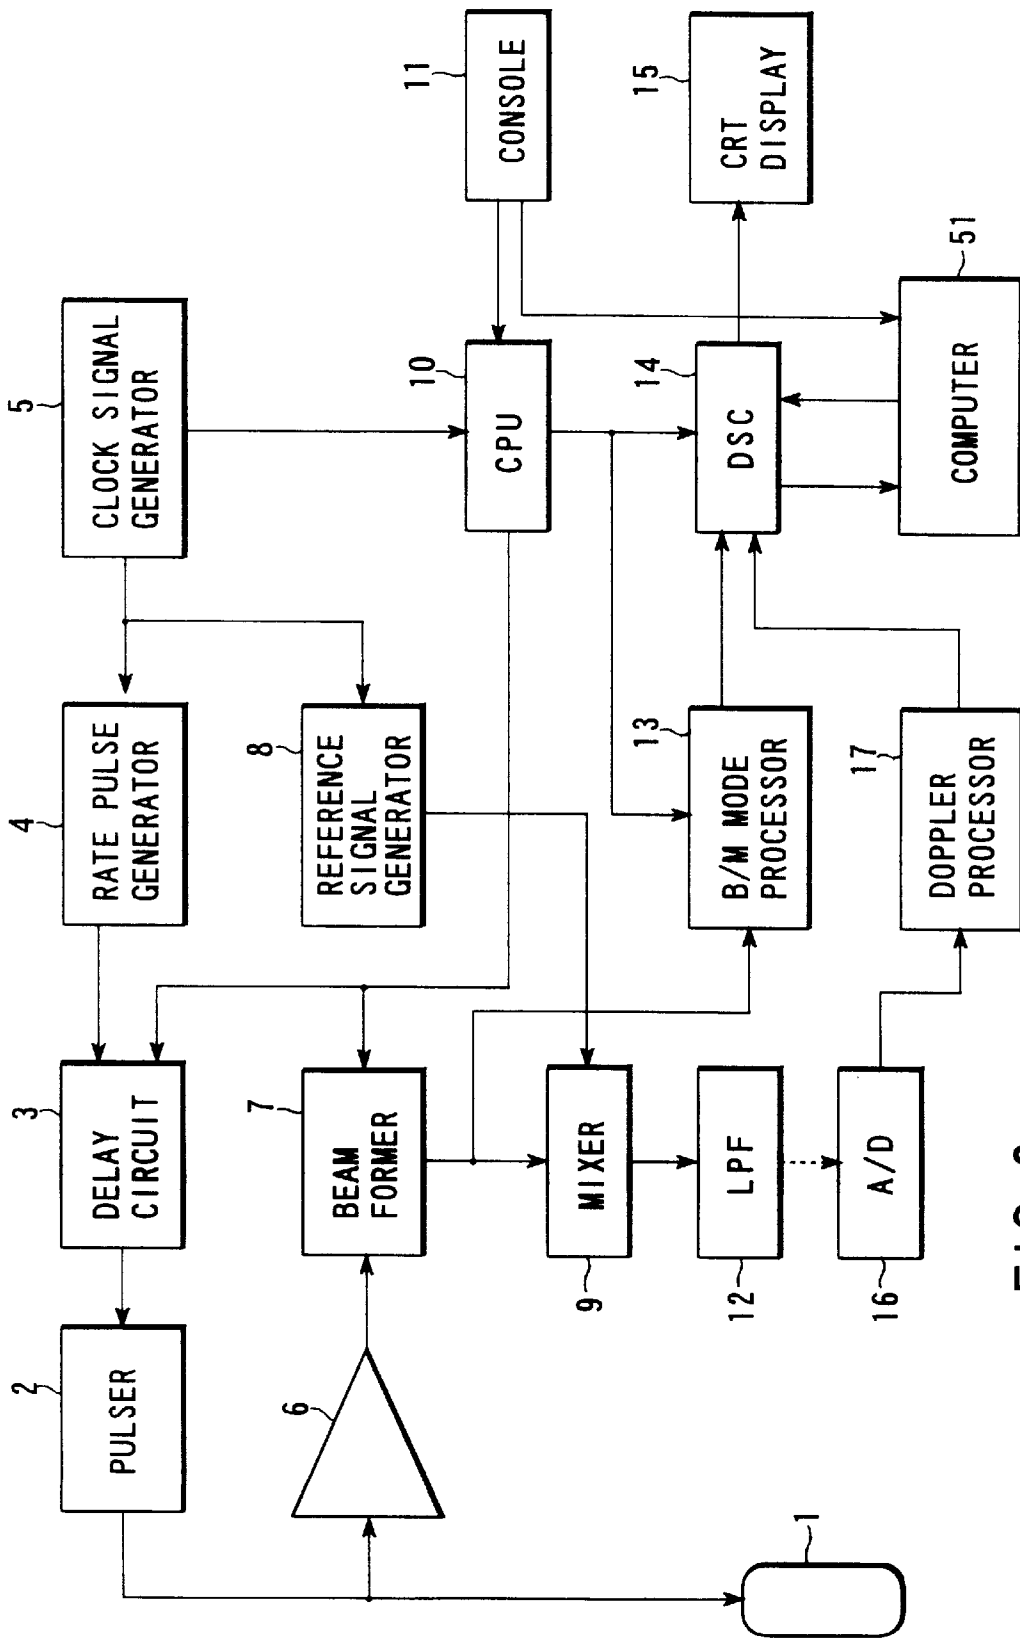 5
CLOCK SIGNAL
GENERATOR
11
CONSOLE
15
CRT
DISPLAY
10
CPU
14
DSC
51
COMPUTER
4
RATE PULSE
GENERATOR
8
REFERENCE
SIGNAL
GENERATOR
13
B/M MODE
PROCESSOR
17
DOPPLER
PROCESSOR
3
DELAY
CIRCUIT
7
BEAM
FORMER
MIXER
9
LPF
12
A/D
16
2
PULSER
6
1